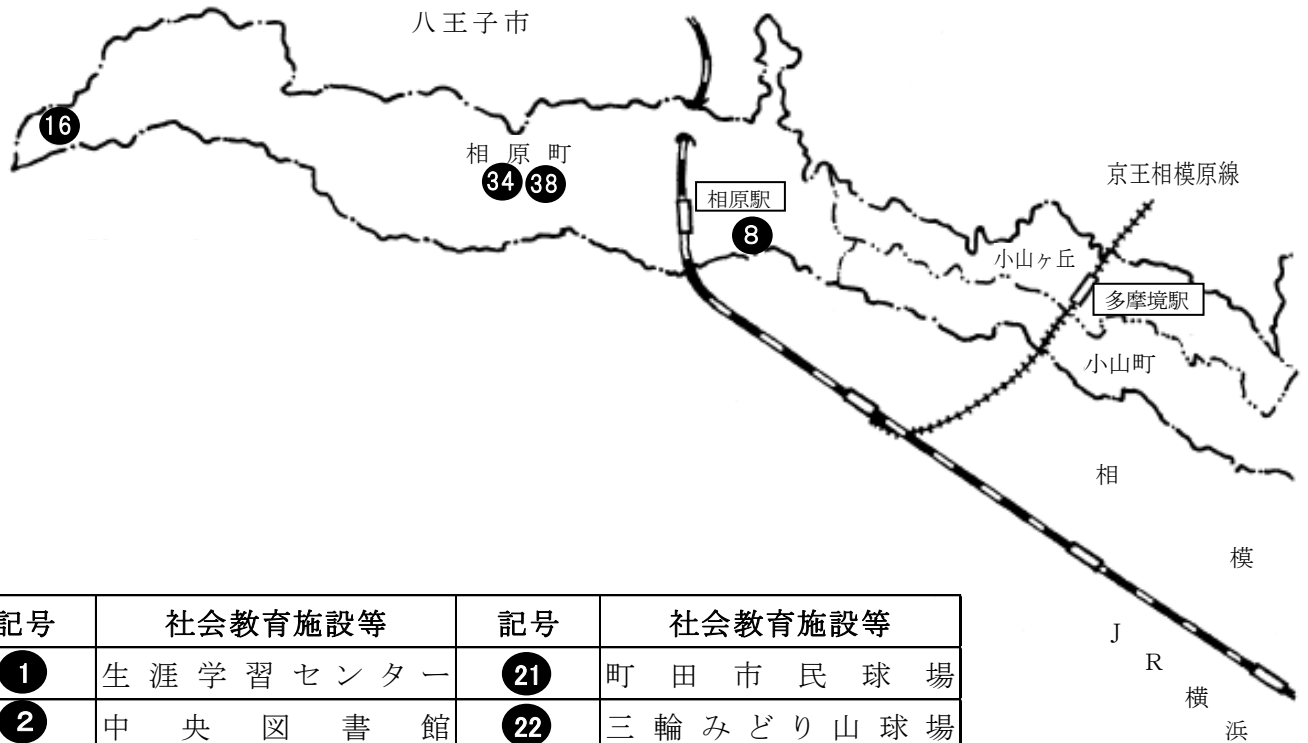 八王子市
16
相原町
34 38
京王相模原線
相原駅
8
小山ヶ丘
多摩境駅
小山町
相
模
J
R
横
浜
記号 社会教育施設等 記号 社会教育施設等
1 生涯学習センター 21 町田市民球場
2 中央図書館 22 三輪みどり山球場